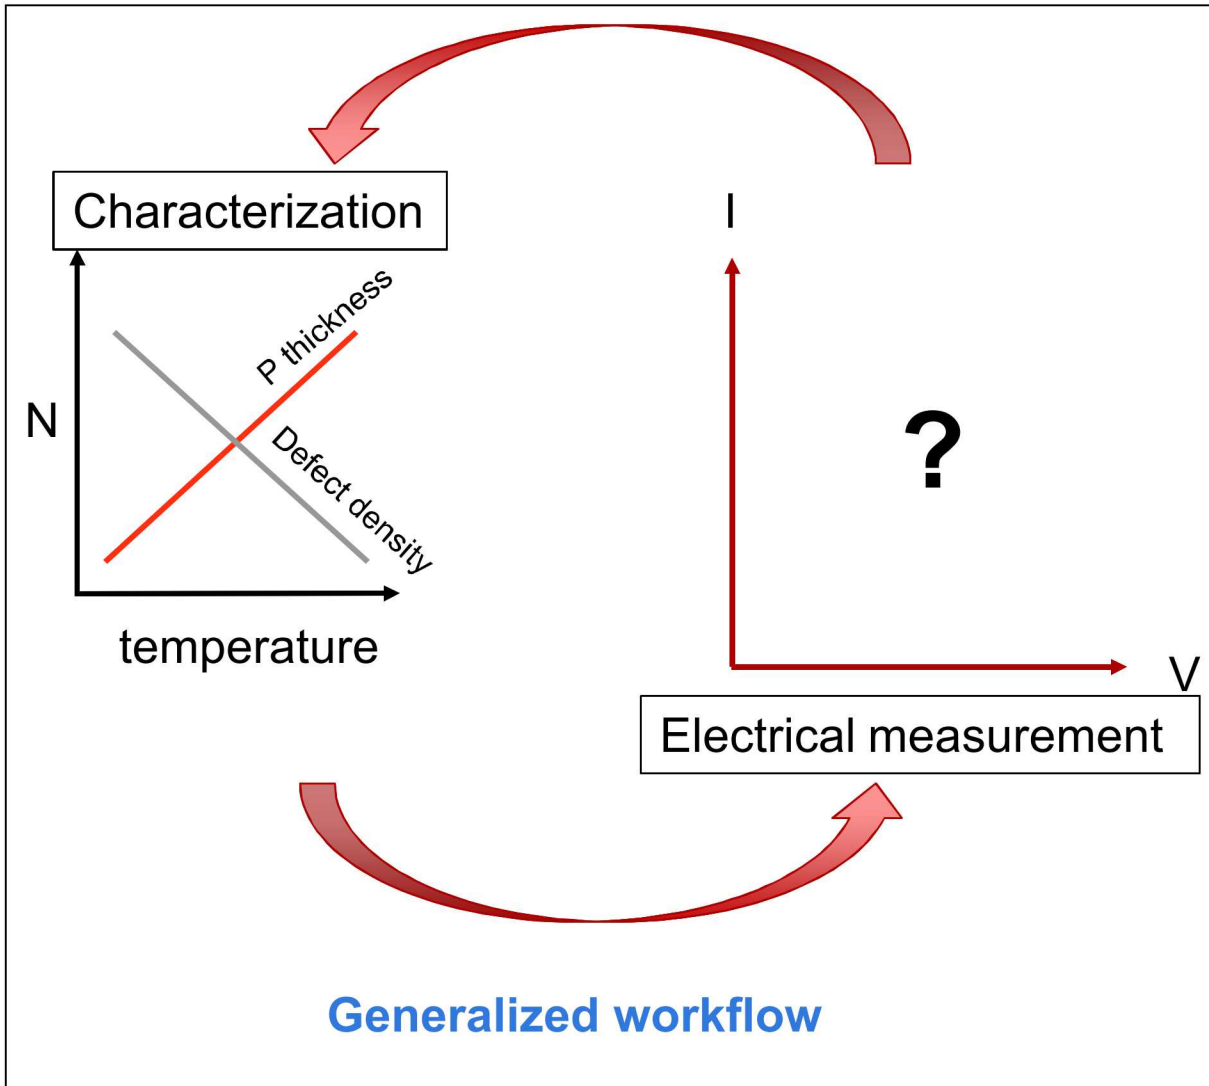 Characterization
I
P thickness
N
Defect density
?
temperature
V
Electrical measurement
Generalized workflow